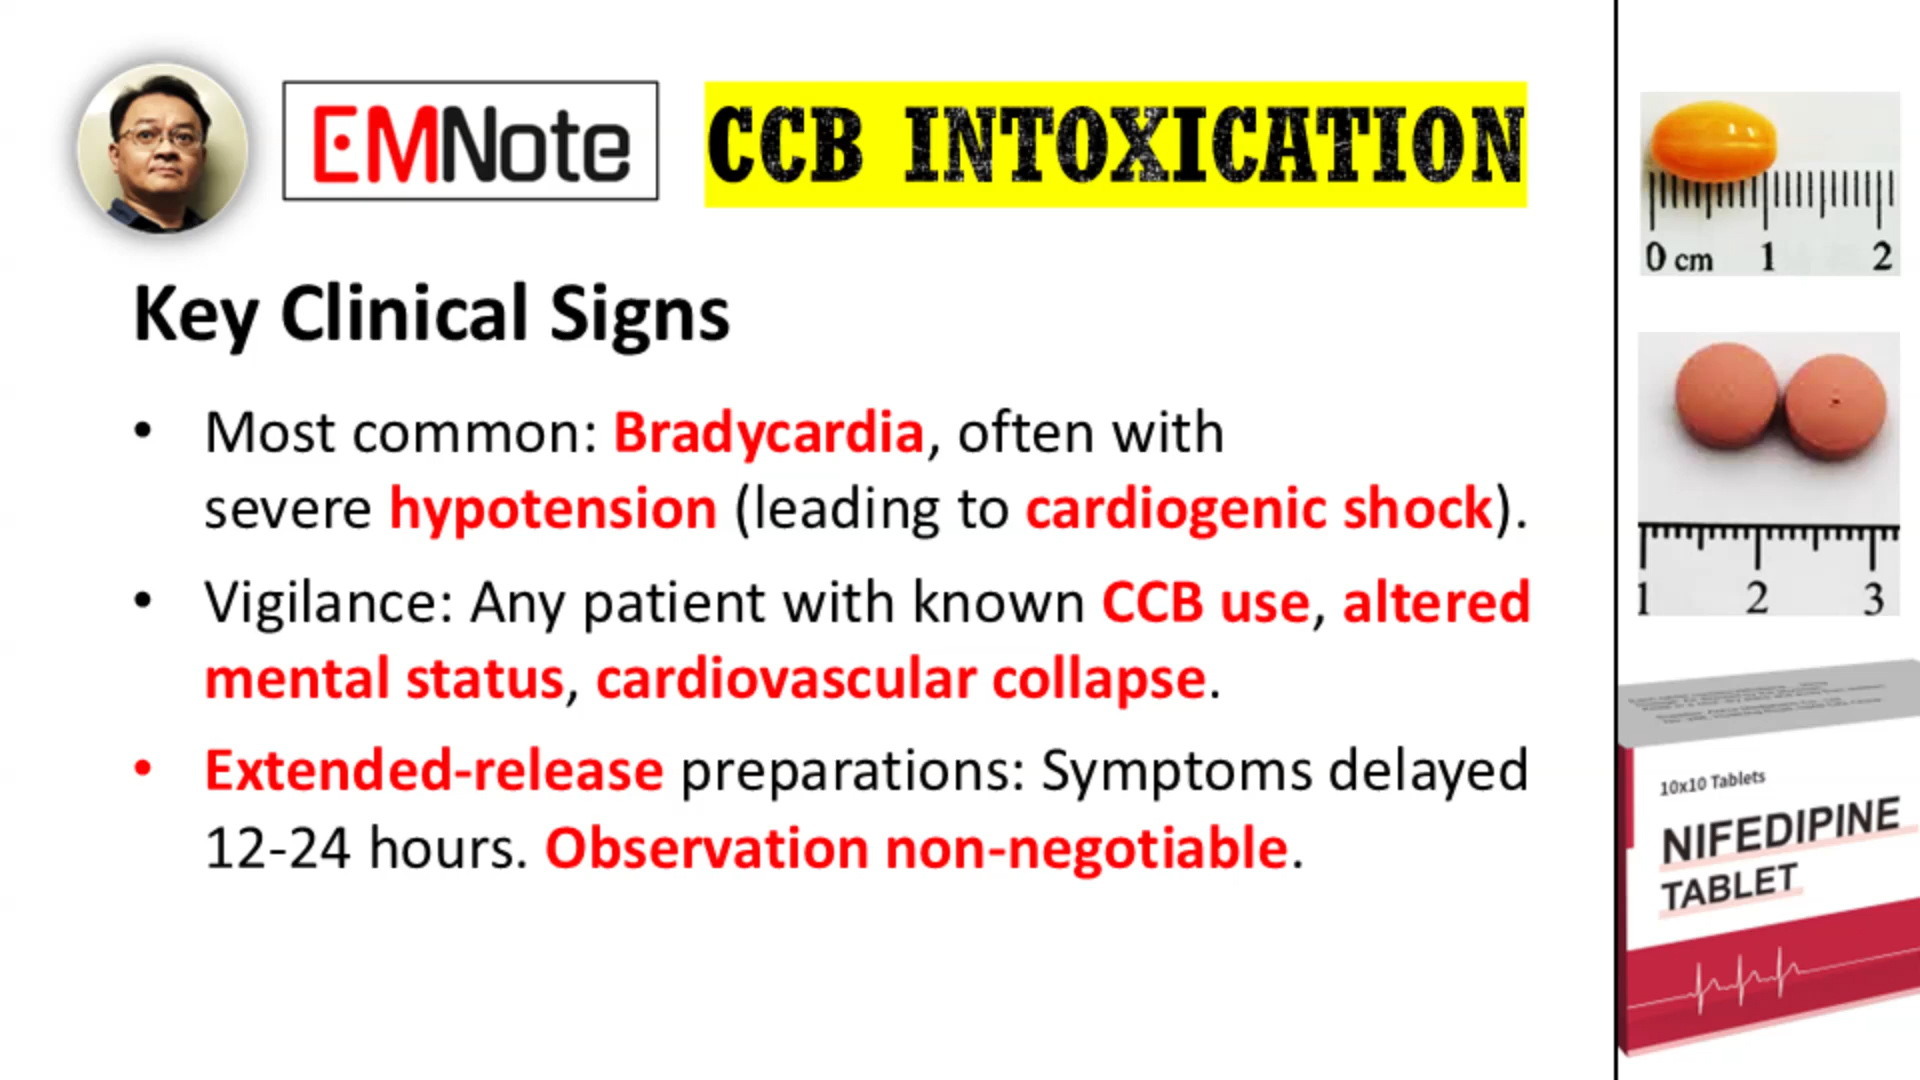 EMNote
CCB INTOXICATION
Key Clinical Signs
• Most common: Bradycardia, often with
severe hypotension (leading to cardiogenic shock).
• Vigilance: Any patient with known CCB use, altered
mental status, cardiovascular collapse.
• Extended-release preparations: Symptoms delayed
12-24 hours. Observation non-negotiable.
0 cm 1 2
1 2 3
10x10 Tablets
NIFEDIPINE
TABLET